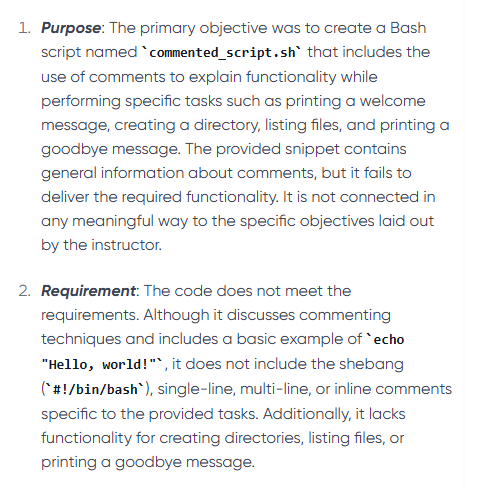 1. Purpose: The primary objective was to create a Bash
script named `commented_script.sh` that includes the
use of comments to explain functionality while
performing specific tasks such as printing a welcome
message, creating a directory, listing files, and printing a
goodbye message. The provided snippet contains
general information about comments, but it fails to
deliver the required functionality. It is not connected in
any meaningful way to the specific objectives laid out
by the instructor.
2. Requirement: The code does not meet the
requirements. Although it discusses commenting
techniques and includes a basic example of `echo
"Hello, world!"`, it does not include the shebang
(`#!/bin/bash`), single-line, multi-line, or inline comments
specific to the provided tasks. Additionally, it lacks
functionality for creating directories, listing files, or
printing a goodbye message.